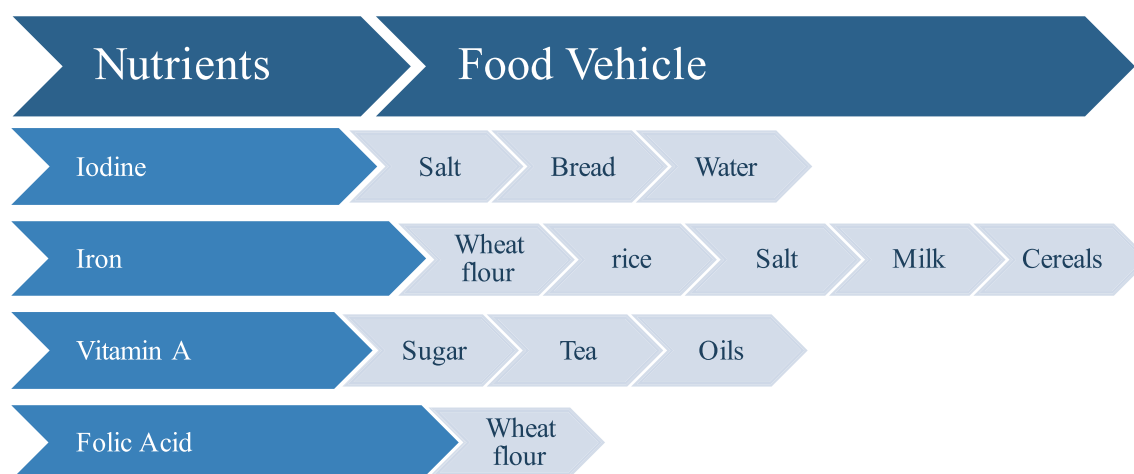 Nutrients Food Vehicle
Iodine Salt Bread Water
Iron Wheat flour rice Salt Milk Cereals
Vitamin A Sugar Tea Oils
Folic Acid Wheat flour